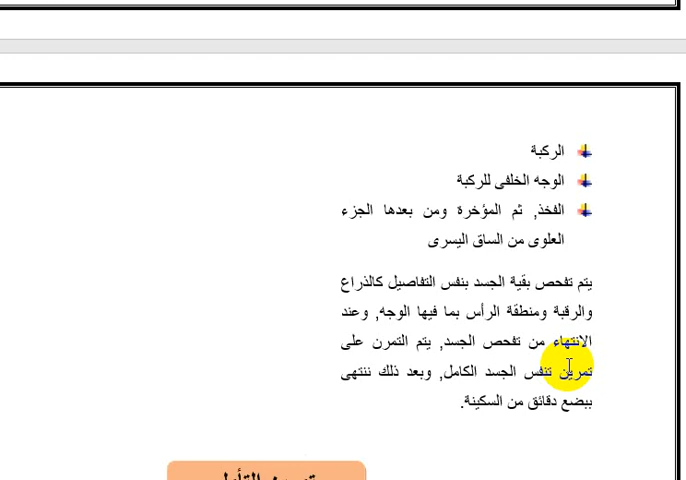 الركبة
الوجه الخلفى للركبة
الفخذ, ثم المؤخرة ومن بعدها الجزء
العلوى من الساق اليسرى
يتم تفحص بقية الجسد بنفس التفاصيل كالذراع
والرقبة ومنطقة الرأس بما فيها الوجه, وعند
الانتهاء من تفحص الجسد, يتم التمرن على
تمرين تنفس الجسد الكامل, وبعد ذلك ننتهى
ببضع دقائق من السكينة.